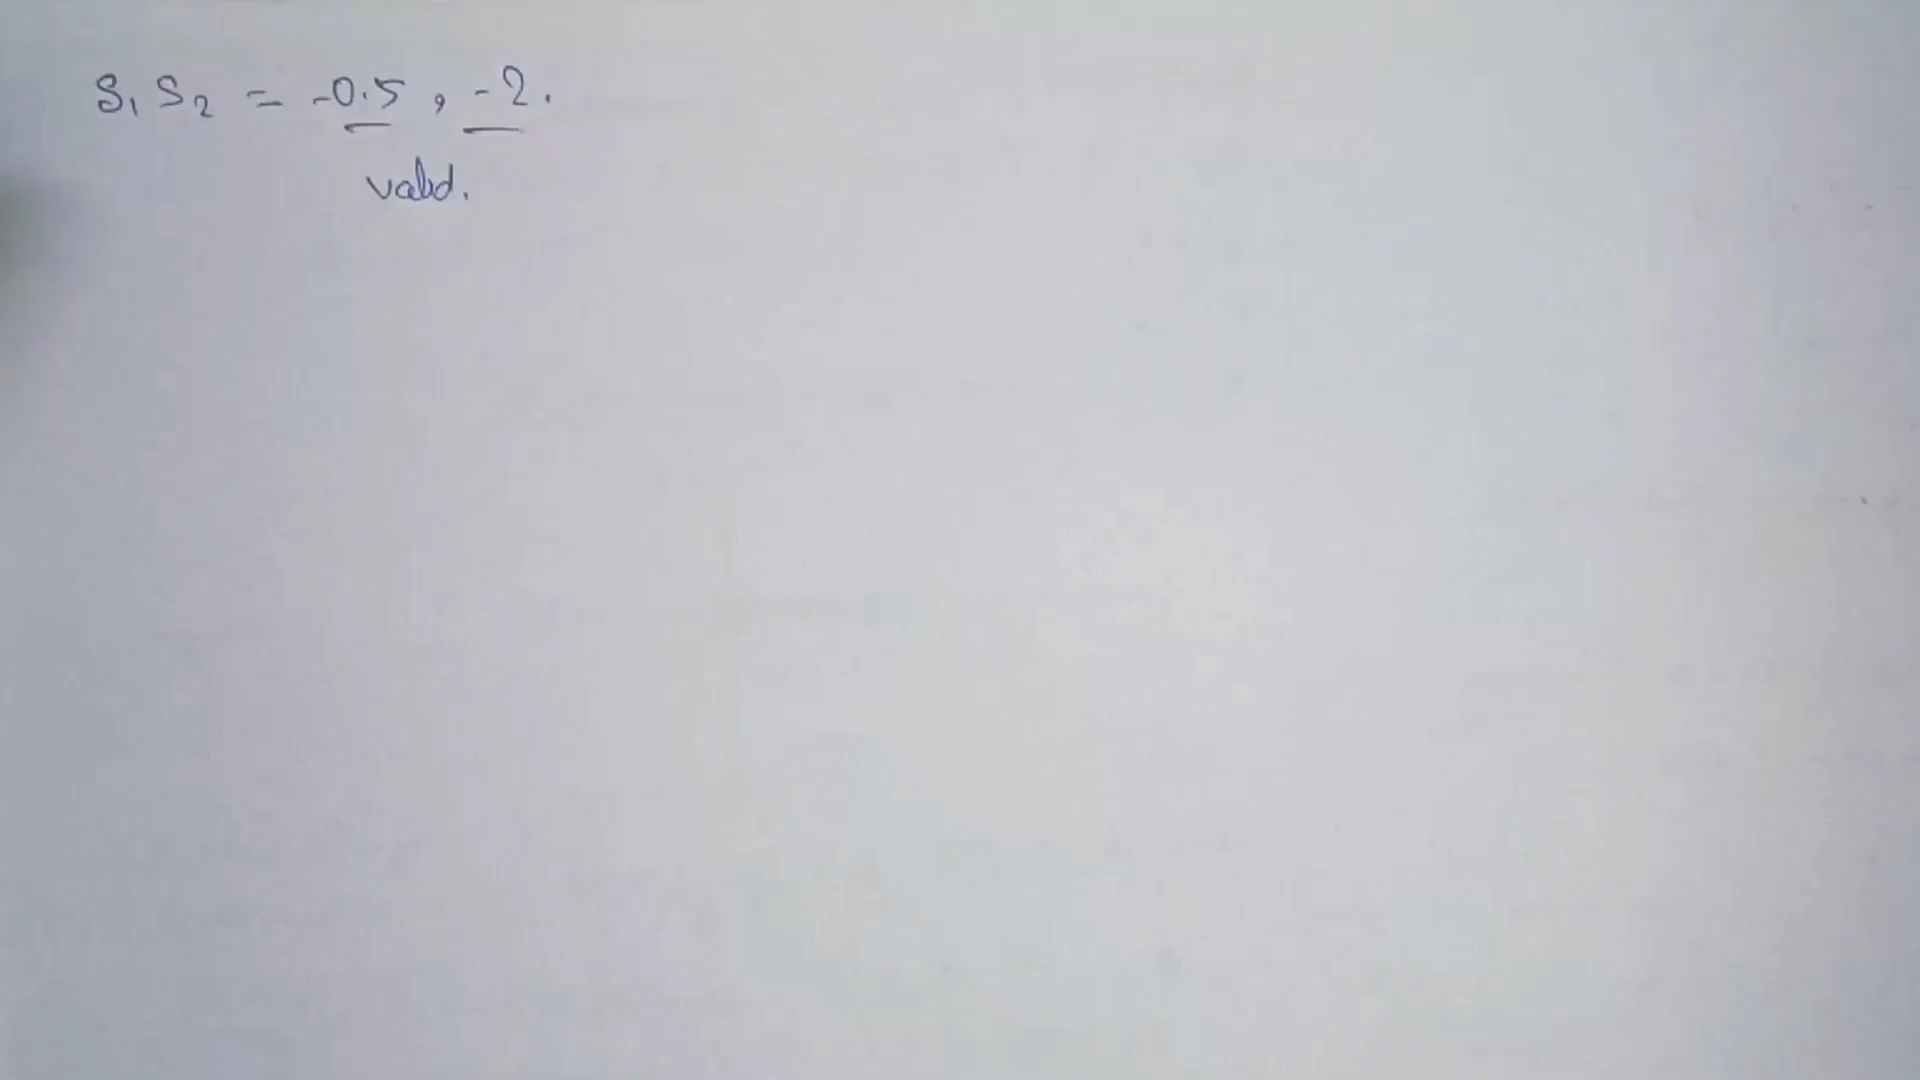 S₁ S₂ = -0.5, -2.
valid.